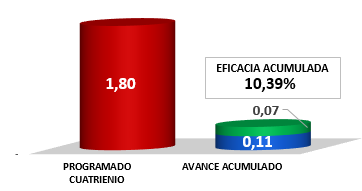 1,80
EFICACIA ACUMULADA
10,39%
0,07
0,11
-
PROGRAMADO
CUATRIENIO
AVANCE ACUMULADO